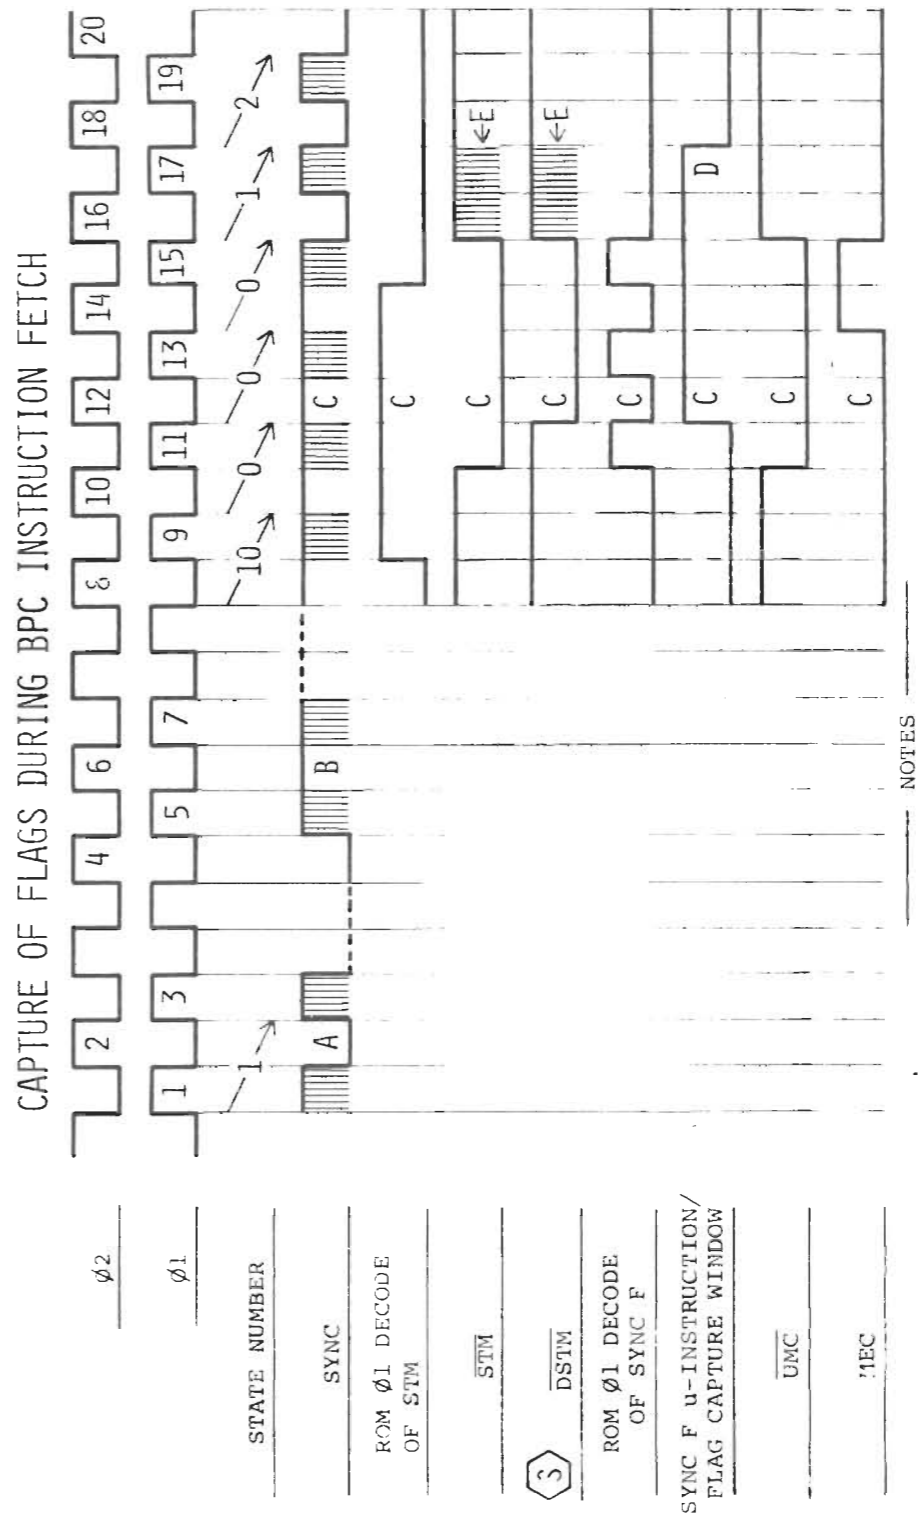 CAPTURE OF FLAGS DURING BPC INSTRUCTION FETCH
ø2
2 4 6 8 10 12 14 16 18 20
ø1
1 3 5 7 9 11 13 15 17 19
STATE NUMBER
1 10 0 0 0 1 2
SYNC
A B C
ROM ø1 DECODE
OF STM
C
STM
C ←E
3 DSTM
C ←E
ROM ø1 DECODE
OF SYNC F
C
SYNC F u-INSTRUCTION/
FLAG CAPTURE WINDOW
C D
UMC
C
MEC
C
NOTES